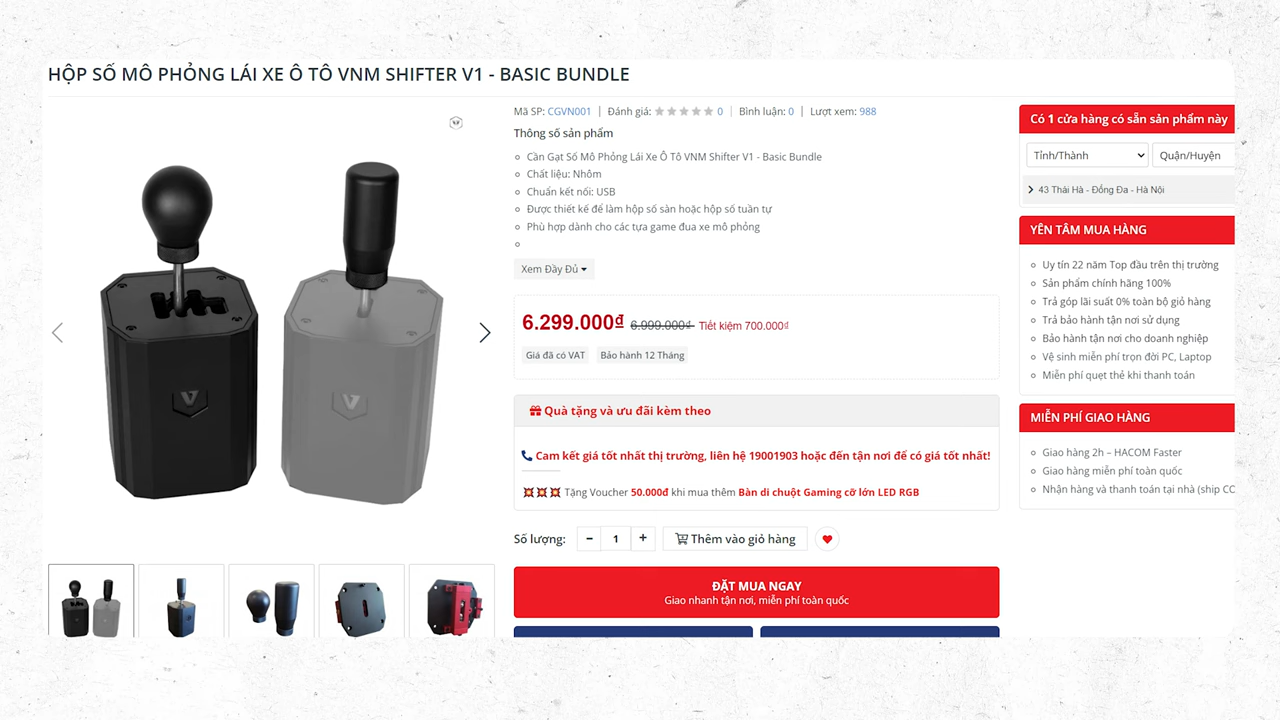 HỘP SỐ MÔ PHỎNG LÁI XE Ô TÔ VNM SHIFTER V1 - BASIC BUNDLE
Mã SP: CGVN001 | Đánh giá: 0 | Bình luận: 0 | Lượt xem: 988
Thông số sản phẩm
Cần Gạt Số Mô Phỏng Lái Xe Ô Tô VNM Shifter V1 - Basic Bundle
Chất liệu: Nhôm
Chuẩn kết nối: USB
Được thiết kế để làm hộp số sàn hoặc hộp số tuần tự
Phù hợp dành cho các tựa game đua xe mô phỏng
Xem Đầy Đủ
6.299.000₫ 6.999.000₫ Tiết kiệm 700.000₫
Giá đã có VAT Bảo hành 12 Tháng
Quà tặng và ưu đãi kèm theo
Cam kết giá tốt nhất thị trường, liên hệ 19001903 hoặc đến tận nơi để có giá tốt nhất!
Tặng Voucher 50.000đ khi mua thêm Bàn di chuột Gaming cỡ lớn LED RGB
Số lượng: - 1 + Thêm vào giỏ hàng
ĐẶT MUA NGAY
Giao nhanh tận nơi, miễn phí toàn quốc
Có 1 cửa hàng có sẵn sản phẩm này
Tỉnh/Thành Quận/Huyện
43 Thái Hà - Đống Đa - Hà Nội
YÊN TÂM MUA HÀNG
Uy tín 22 năm Top đầu trên thị trường
Sản phẩm chính hãng 100%
Trả góp lãi suất 0% toàn bộ giỏ hàng
Trả bảo hành tận nơi sử dụng
Bảo hành tận nơi cho doanh nghiệp
Vệ sinh miễn phí trọn đời PC, Laptop
Miễn phí quẹt thẻ khi thanh toán
MIỄN PHÍ GIAO HÀNG
Giao hàng 2h – HACOM Faster
Giao hàng miễn phí toàn quốc
Nhận hàng và thanh toán tại nhà (ship CO